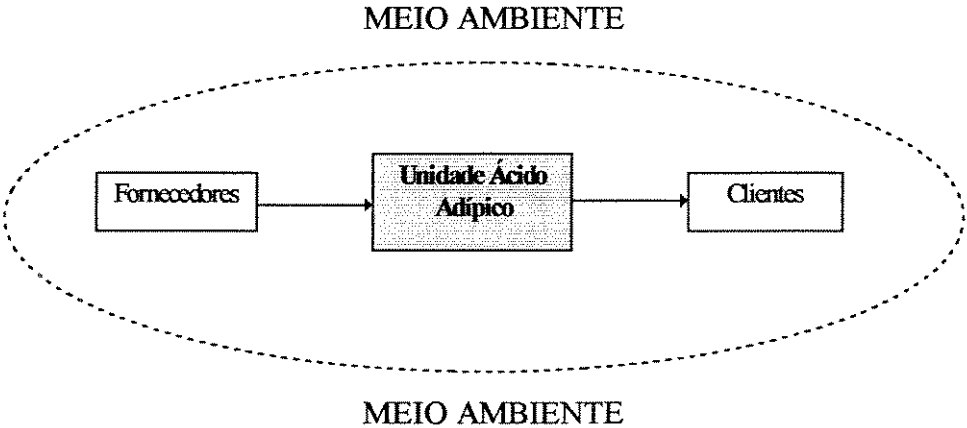 MEIO AMBIENTE
Fornecedores
Unidade Ácido
Adípico
Clientes
MEIO AMBIENTE